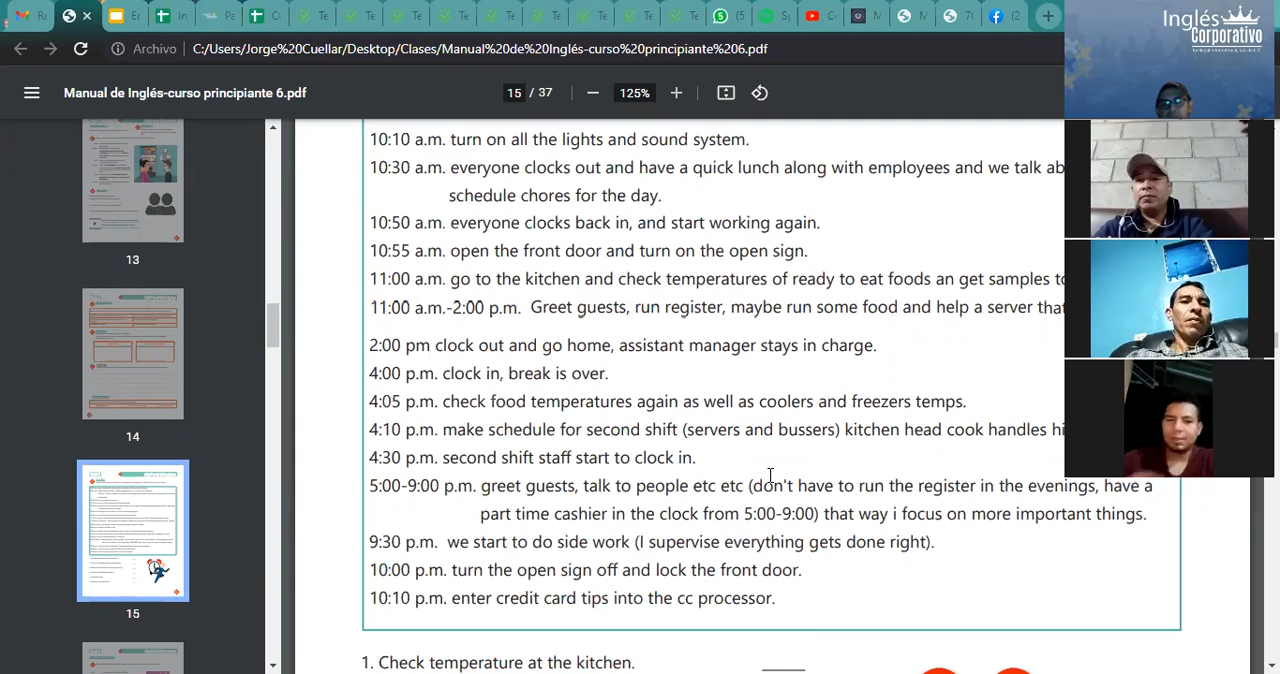 Archivo C:/Users/Jorge%20Cuellar/Desktop/Clases/Manual%20de%20Inglés-curso%20principiante%206.pdf
Inglés
Corporativo
Manual de Inglés-curso principiante 6.pdf
15 / 37
125%
10:10 a.m. turn on all the lights and sound system.
10:30 a.m. everyone clocks out and have a quick lunch along with employees and we talk
schedule chores for the day.
10:50 a.m. everyone clocks back in, and start working again.
10:55 a.m. open the front door and turn on the open sign.
11:00 a.m. go to the kitchen and check temperatures of ready to eat foods an get samples
11:00 a.m.-2:00 p.m. Greet guests, run register, maybe run some food and help a server
2:00 pm clock out and go home, assistant manager stays in charge.
4:00 p.m. clock in, break is over.
4:05 p.m. check food temperatures again as well as coolers and freezers temps.
4:10 p.m. make schedule for second shift (servers and bussers) kitchen head cook handles
4:30 p.m. second shift staff start to clock in.
5:00-9:00 p.m. greet guests, talk to people etc etc (don't have to run the register in the evenings, have a
part time cashier in the clock from 5:00-9:00) that way i focus on more important things.
9:30 p.m. we start to do side work (I supervise everything gets done right).
10:00 p.m. turn the open sign off and lock the front door.
10:10 p.m. enter credit card tips into the cc processor.
1. Check temperature at the kitchen.
13
14
15